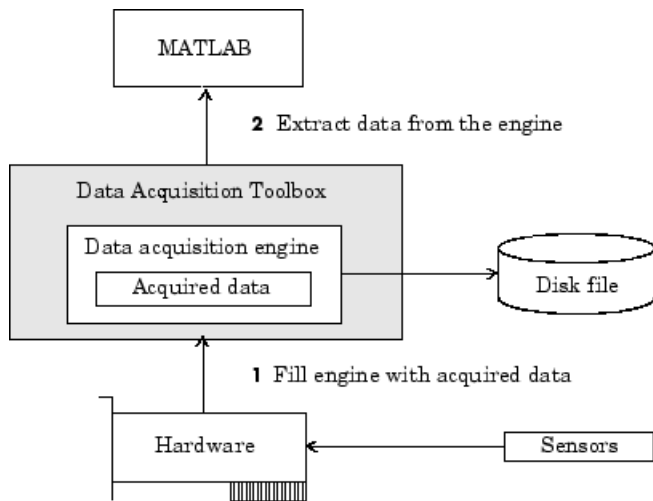 MATLAB
2 Extract data from the engine
Data Acquisition Toolbox
Data acquisition engine
Acquired data
Disk file
1 Fill engine with acquired data
Hardware
Sensors